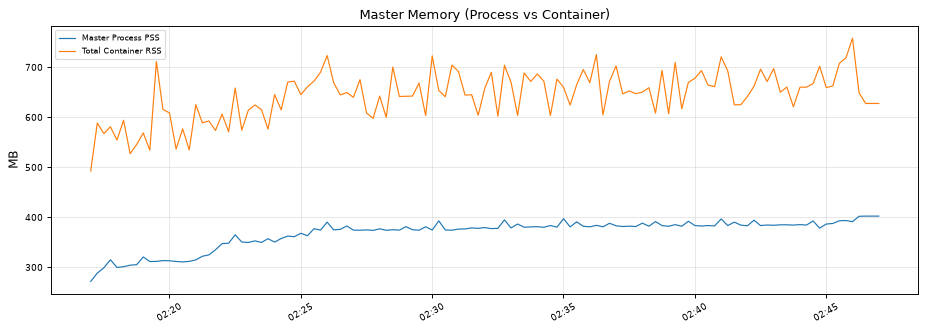 Master Memory (Process vs Container)
Master Process PSS
Total Container RSS
MB
700
600
500
400
300
02:20
02:25
02:30
02:35
02:40
02:45